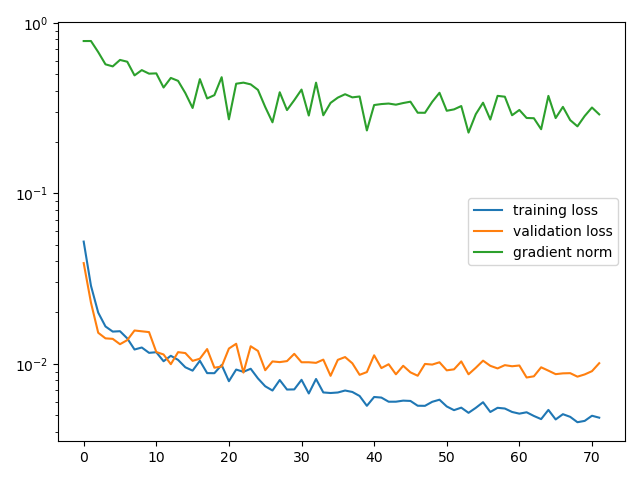 10⁰
10⁻¹
10⁻²
training loss
validation loss
gradient norm
0 10 20 30 40 50 60 70